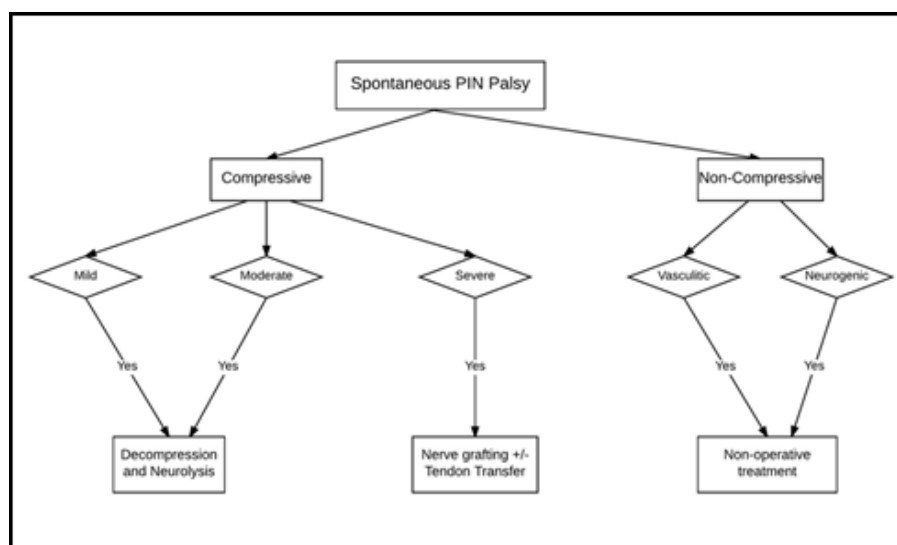 Spontaneous PIN Palsy
Compressive
Non-Compressive
Mild
Moderate
Severe
Vasculitic
Neurogenic
Yes
Yes
Yes
Yes
Yes
Decompression
and Neurolysis
Nerve grafting +/-
Tendon Transfer
Non-operative
treatment